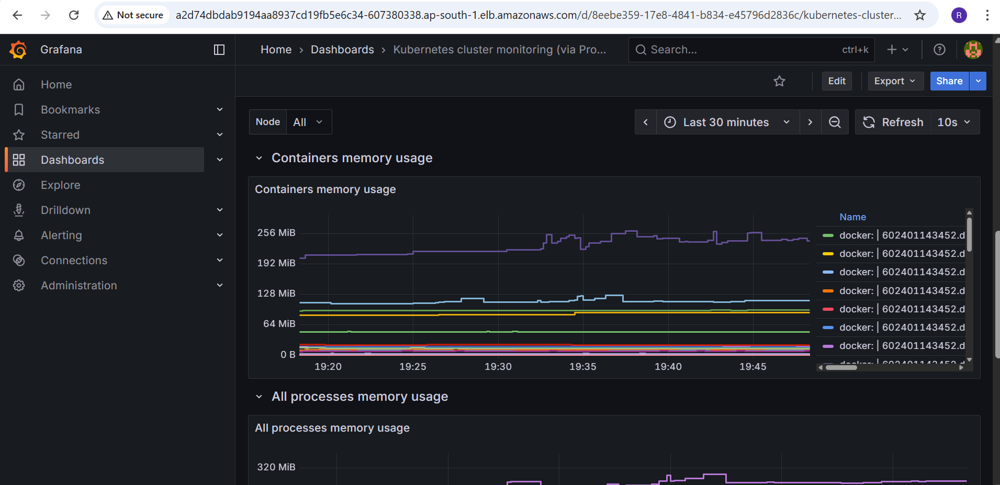 Not secure
a2d74dbdab9194aa8937cd19fb5e6c34-607380338.ap-south-1.elb.amazonaws.com/d/8eebe359-17e8-4841-b834-e45796d2836c/kubernetes-cluster...
R
Grafana
Home › Dashboards › Kubernetes cluster monitoring (via Pro...
Search...
ctrl+k
Home
Bookmarks
Starred
Dashboards
Explore
Drilldown
Alerting
Connections
Administration
Edit
Export
Share
Node
All
Last 30 minutes
Refresh
10s
Containers memory usage
Containers memory usage
256 MiB
192 MiB
128 MiB
64 MiB
0 B
19:20
19:25
19:30
19:35
19:40
19:45
Name
docker: | 602401143452.d
docker: | 602401143452.d
docker: | 602401143452.d
docker: | 602401143452.d
docker: | 602401143452.d
docker: | 602401143452.d
docker: | 602401143452.d
All processes memory usage
All processes memory usage
320 MiB